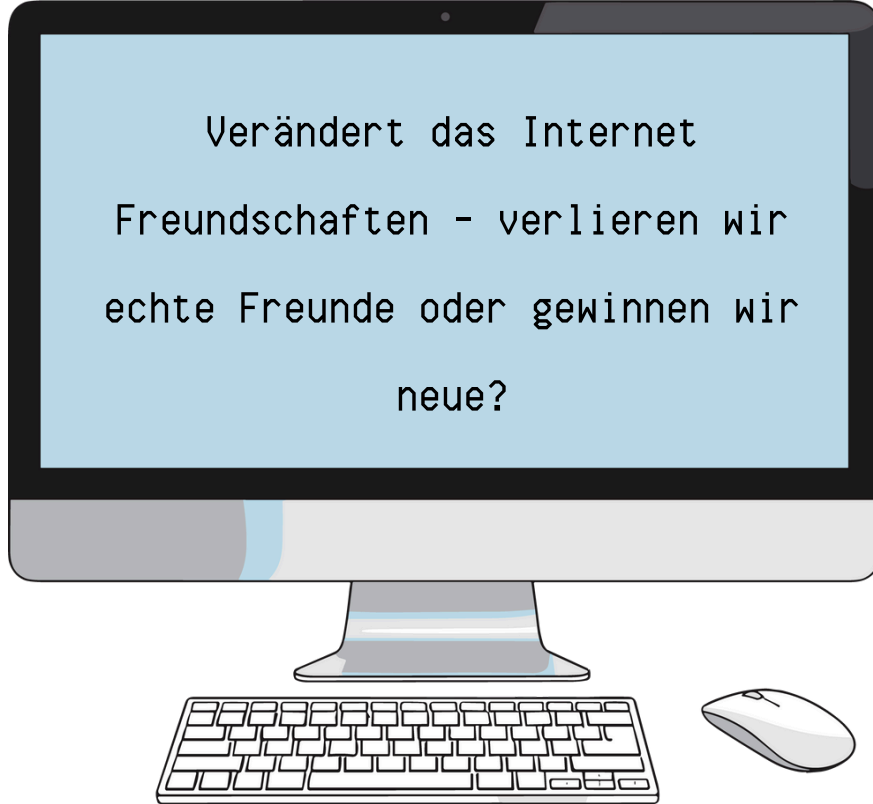 Verändert das Internet
Freundschaften - verlieren wir
echte Freunde oder gewinnen wir
neue?